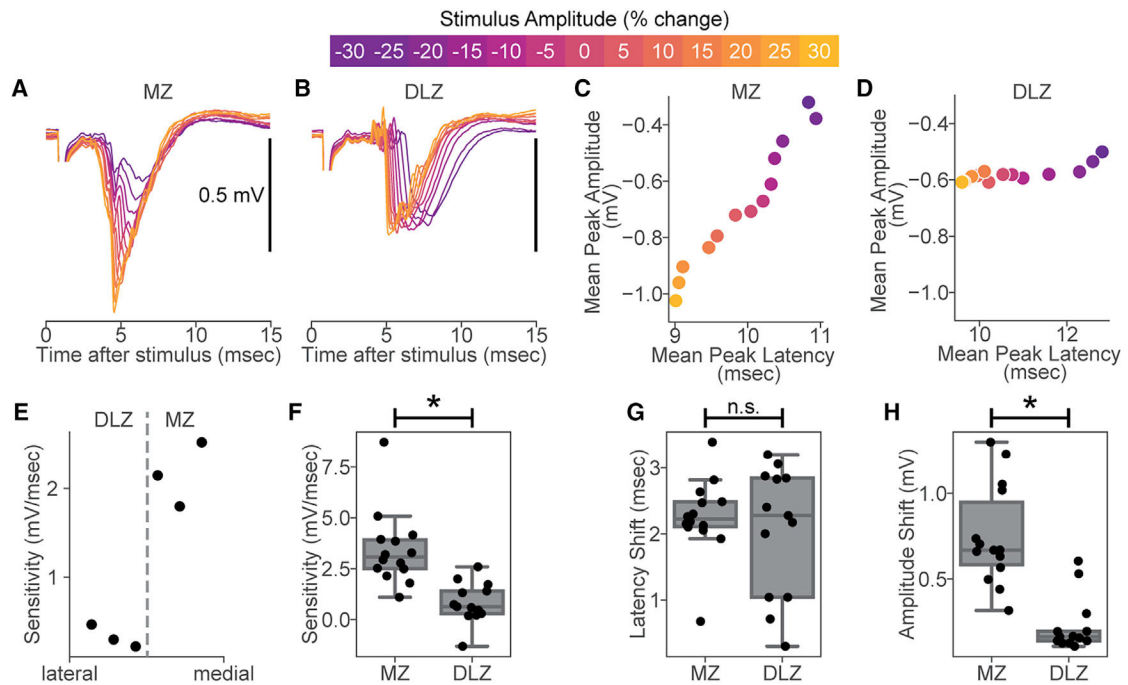 Stimulus Amplitude (% change)
-30 -25 -20 -15 -10 -5 0 5 10 15 20 25 30
A MZ
B DLZ
C MZ
D DLZ
0.5 mV
0 5 10 15
Time after stimulus (msec)
0 5 10 15
Time after stimulus (msec)
Mean Peak Amplitude
(mV)
−0.4
−0.6
−0.8
−1.0
9 10 11
Mean Peak Latency
(msec)
Mean Peak Amplitude
(mV)
−0.4
−0.6
−0.8
−1.0
10 12
Mean Peak Latency
(msec)
E DLZ MZ
Sensitivity (mV/msec)
2
1
lateral medial
F *
Sensitivity (mV/msec)
7.5
5.0
2.5
0.0
MZ DLZ
G n.s.
Latency Shift (msec)
3
2
1
MZ DLZ
H *
Amplitude Shift (mV)
1.0
0.5
MZ DLZ